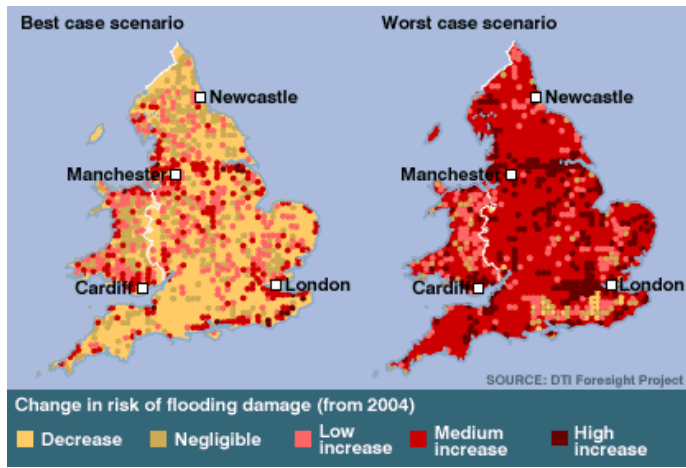 Best case scenario
Worst case scenario
Newcastle
Newcastle
Manchester
Manchester
Cardiff
London
Cardiff
London
SOURCE: DTI Foresight Project
Change in risk of flooding damage (from 2004)
Decrease
Negligible
Low
increase
Medium
increase
High
increase